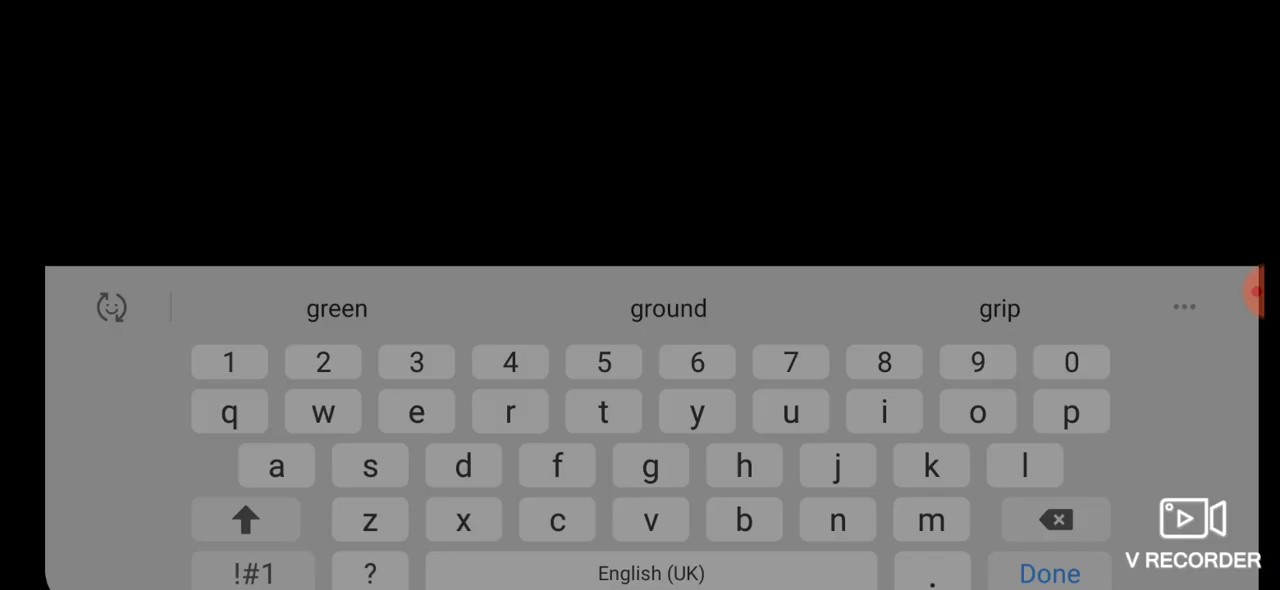 green ground grip
1 2 3 4 5 6 7 8 9 0
q w e r t y u i o p
a s d f g h j k l
z x c v b n m
!#1 ? English (UK) . Done
V RECORDER